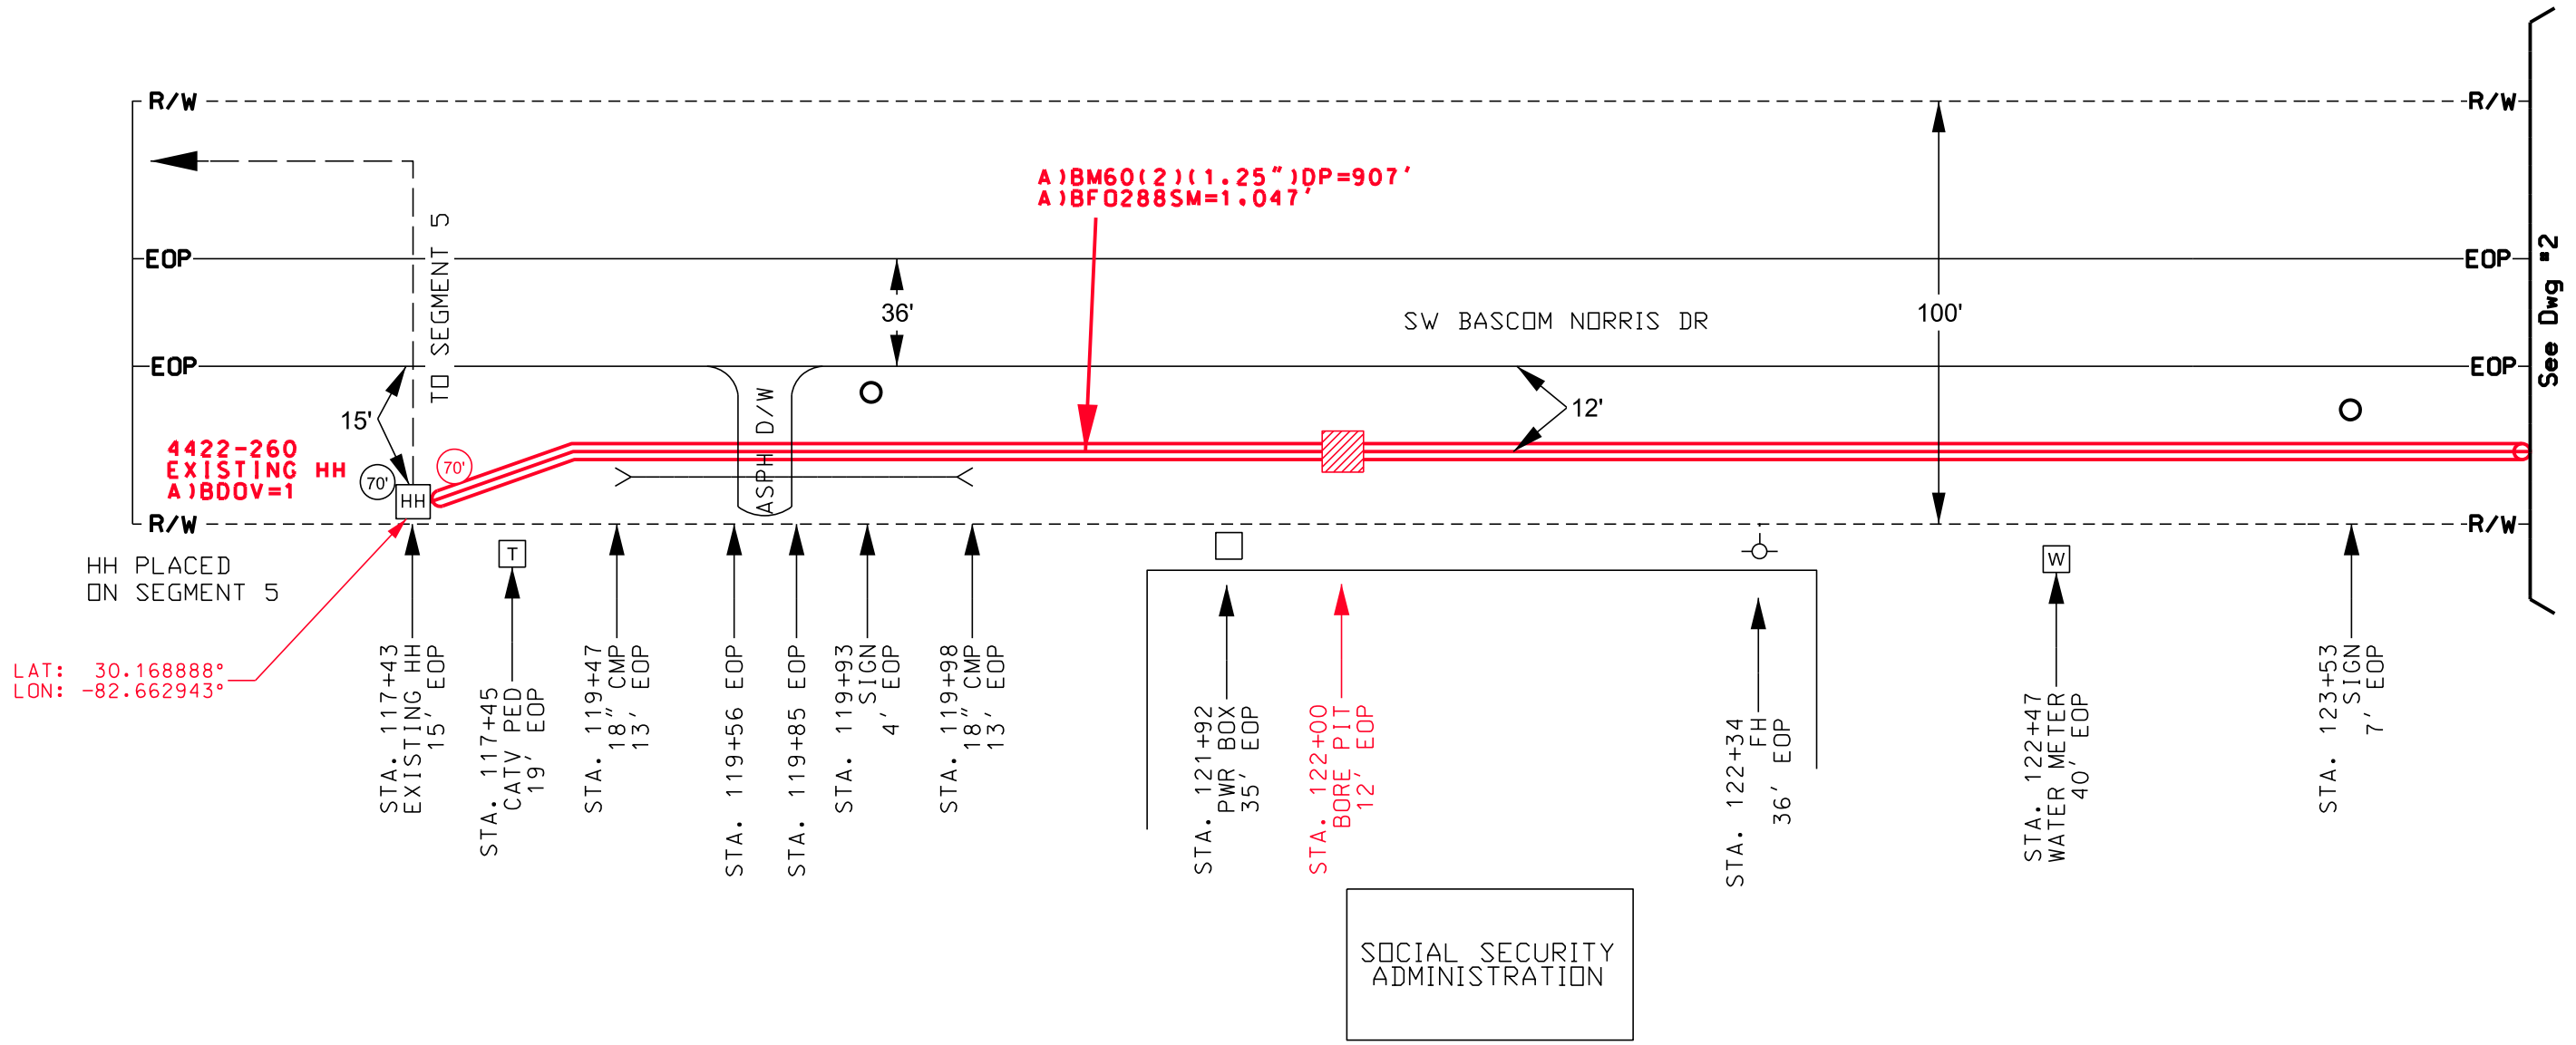 R/W
R/W
A)BM60(2)(1.25")DP=907'
A)BFO288SM=1,047'
TO SEGMENT 5
EOP
EOP
36'
SW BASCOM NORRIS DR
100'
See Dwg #2
EOP
EOP
15'
ASPH D/W
12'
4422-260
EXISTING HH
A)BDOV=1
70'
70'
HH
R/W
R/W
HH PLACED
ON SEGMENT 5
T
W
LAT: 30.168888°
LON: -82.662943°
STA. 117+43
EXISTING HH
15' EOP
STA. 117+45
CATV PED
19' EOP
STA. 119+47
18" CMP
13' EOP
STA. 119+56 EOP
STA. 119+85 EOP
STA. 119+93
SIGN
4' EOP
STA. 119+98
18" CMP
13' EOP
STA. 121+92
PWR BOX
35' EOP
STA. 122+00
BORE PIT
12' EOP
STA. 122+34
FH
36' EOP
STA. 122+47
WATER METER
40' EOP
STA. 123+53
SIGN
7' EOP
SOCIAL SECURITY
ADMINISTRATION